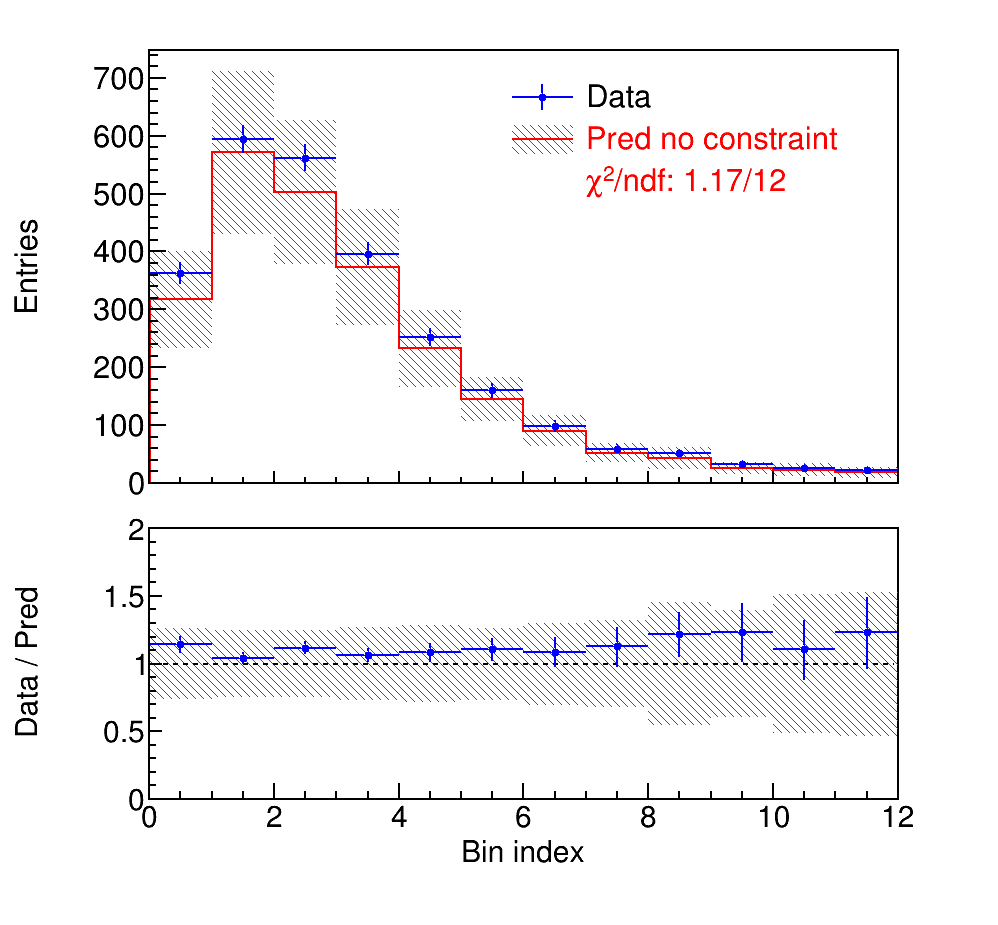 700
600
500
400
300
200
100
0
Entries
Data
Pred no constraint
χ²/ndf: 1.17/12
2
1.5
1
0.5
0
Data / Pred
0 2 4 6 8 10 12
Bin index